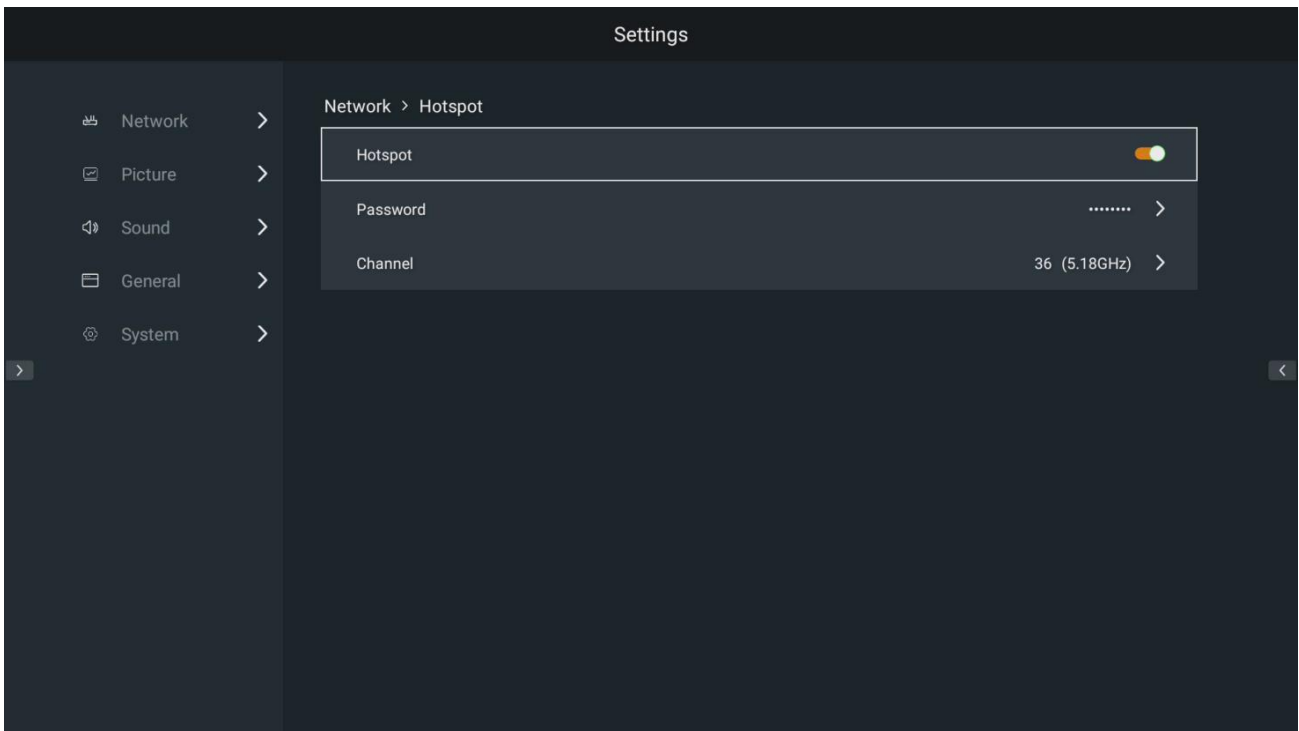 Settings
Network
Picture
Sound
General
System
Network > Hotspot
Hotspot
Password ········
Channel 36 (5.18GHz)